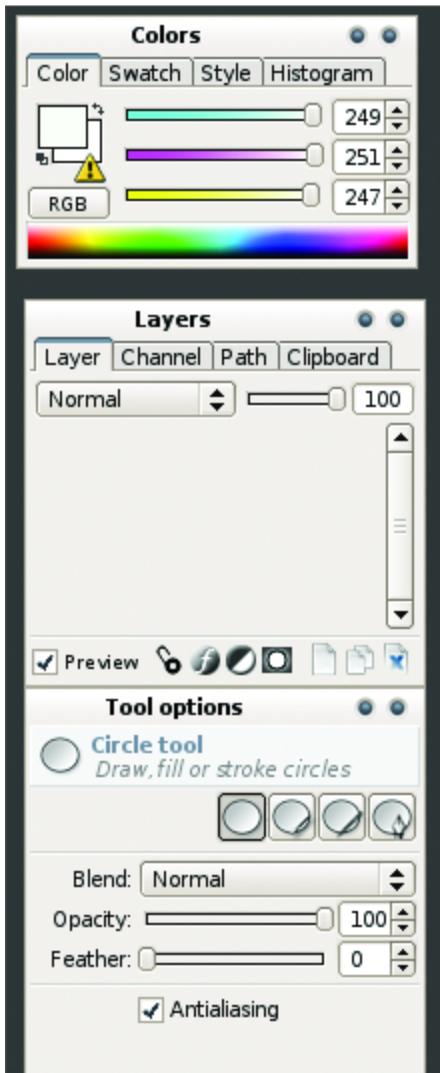 Colors
Color Swatch Style Histogram
249
251
RGB 247
Layers
Layer Channel Path Clipboard
Normal 100
Preview
Tool options
Circle tool
Draw, fill or stroke circles
Blend: Normal
Opacity: 100
Feather: 0
Antialiasing